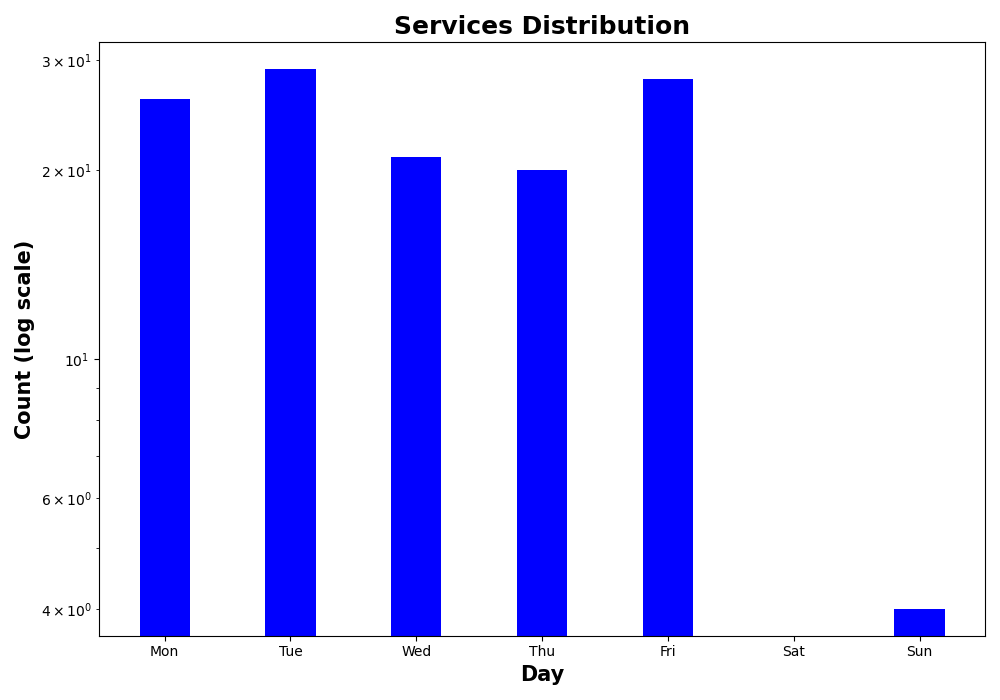 Services Distribution
Count (log scale)
3 × 10¹
2 × 10¹
10¹
6 × 10⁰
4 × 10⁰
Mon Tue Wed Thu Fri Sat Sun
Day